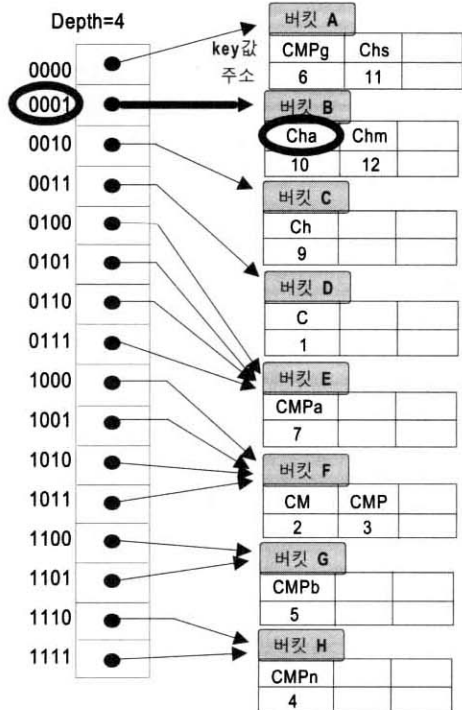 Depth=4
0000
0001
0010
0011
0100
0101
0110
0111
1000
1001
1010
1011
1100
1101
1110
1111
버킷 A
key값 CMPg Chs
주소 6 11
버킷 B
Cha Chm
10 12
버킷 C
Ch
9
버킷 D
C
1
버킷 E
CMPa
7
버킷 F
CM CMP
2 3
버킷 G
CMPb
5
버킷 H
CMPn
4